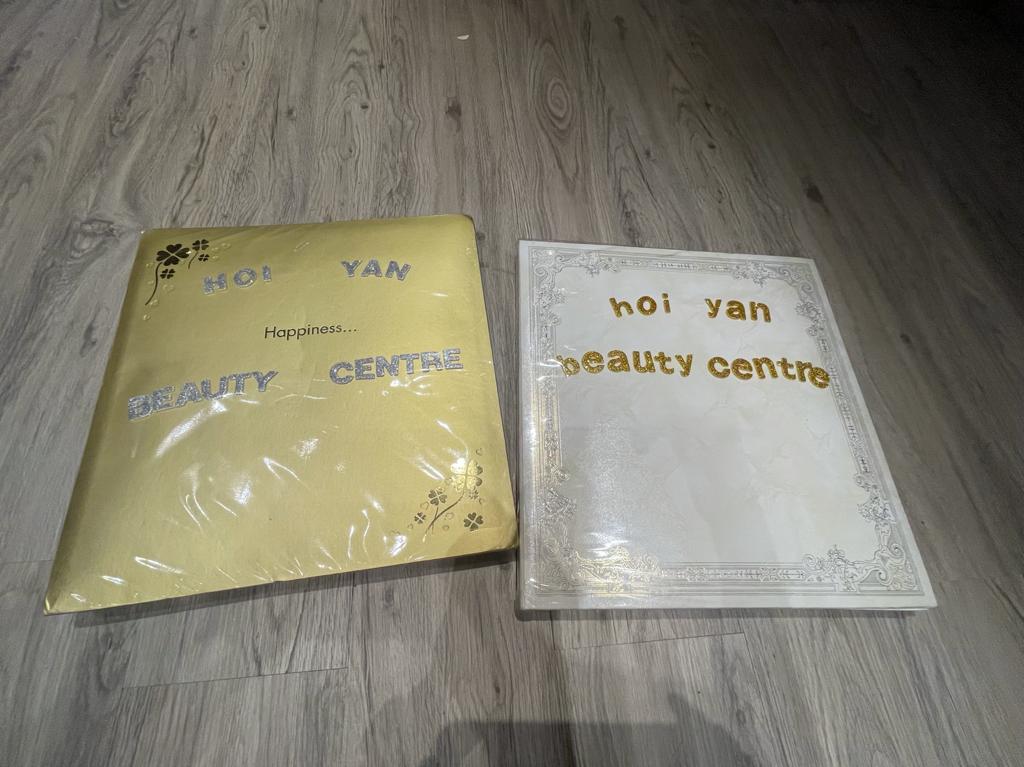 HOI YAN
Happiness...
BEAUTY CENTRE
hoi yan
beauty centre